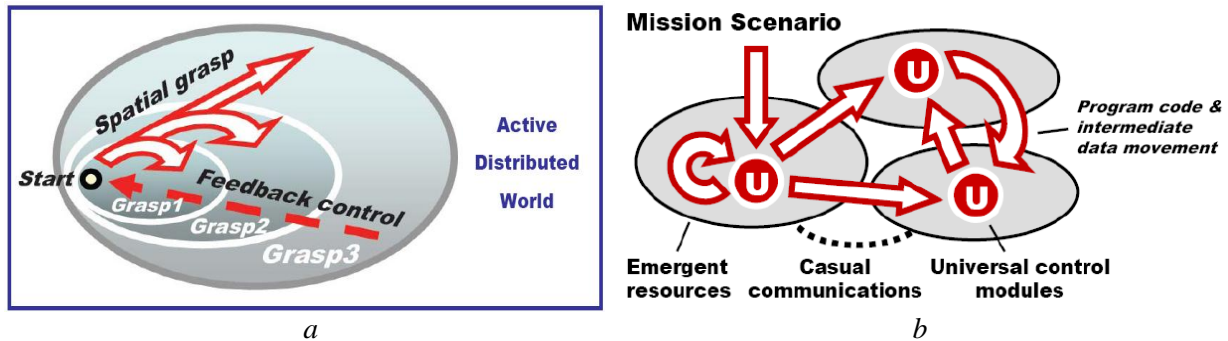 Spatial grasp
Start
Feedback control
Grasp1
Grasp2
Grasp3
Active
Distributed
World
a
Mission Scenario
U
U
U
Program code &
intermediate
data movement
Emergent
resources
Casual
communications
Universal control
modules
b